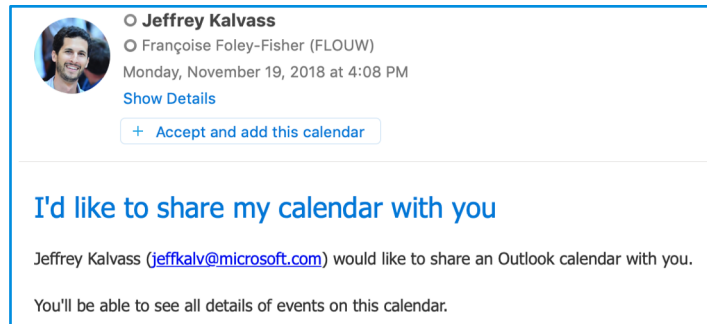 Jeffrey Kalvass
Françoise Foley-Fisher (FLOUW)
Monday, November 19, 2018 at 4:08 PM
Show Details
+ Accept and add this calendar
I'd like to share my calendar with you
Jeffrey Kalvass (jeffkalv@microsoft.com) would like to share an Outlook calendar with you.
You'll be able to see all details of events on this calendar.